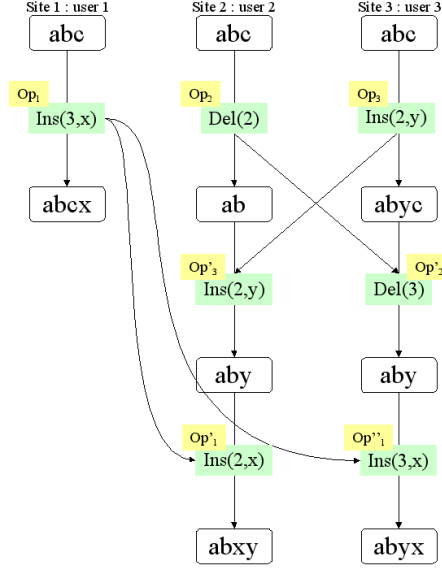 Site 1 : user 1
Site 2 : user 2
Site 3 : user 3
abc
abc
abc
Op1
Op2
Op3
Ins(3,x)
Del(2)
Ins(2,y)
abcx
ab
abyc
Op'3
Op'2
Ins(2,y)
Del(3)
aby
aby
Op'1
Op''1
Ins(2,x)
Ins(3,x)
abxy
abyx